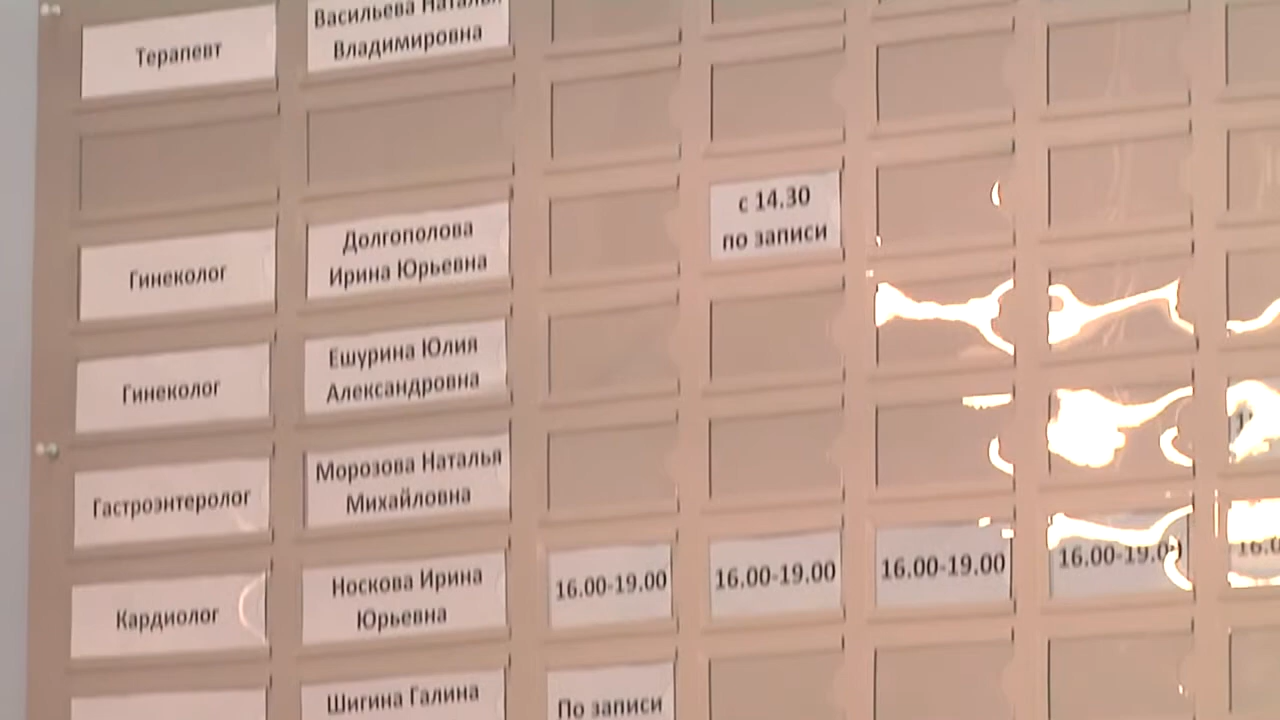 Терапевт
Васильева Наталья
Владимировна
Гинеколог
Долгополова
Ирина Юрьевна
с 14.30
по записи
Гинеколог
Ешурина Юлия
Александровна
Гастроэнтеролог
Морозова Наталья
Михайловна
Кардиолог
Носкова Ирина
Юрьевна
16.00-19.00
16.00-19.00
16.00-19.00
16.00-19.00
Шигина Галина
По записи